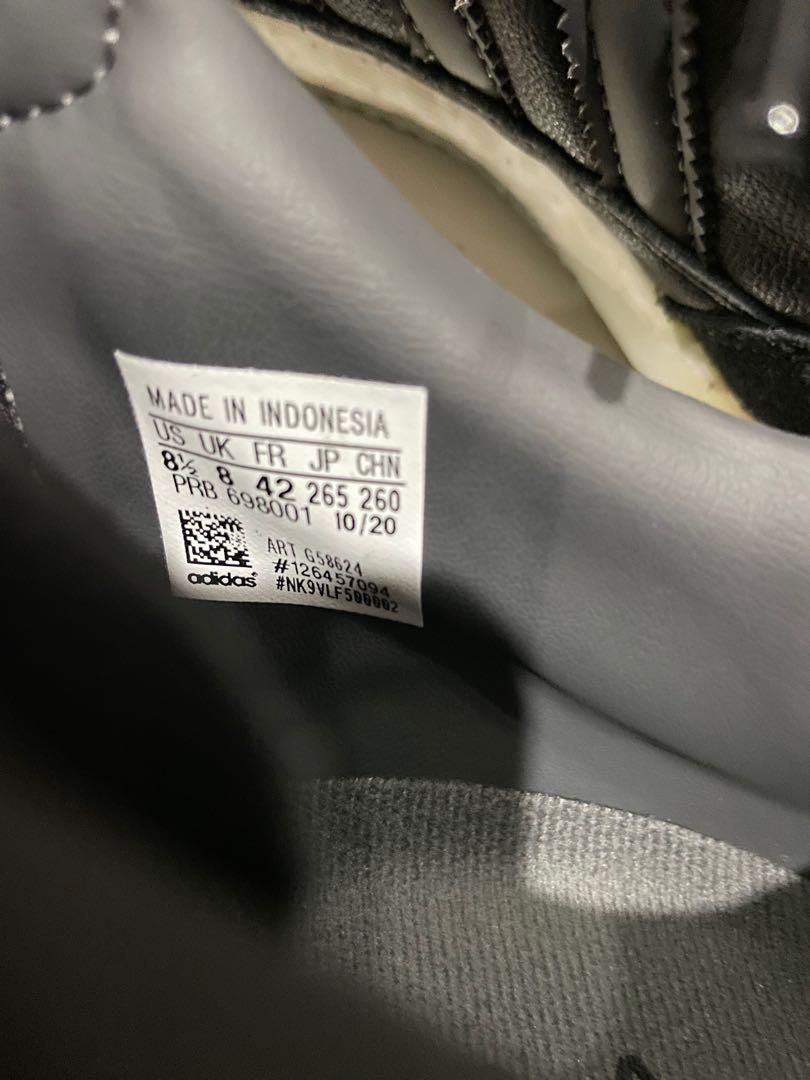 MADE IN INDONESIA
US UK FR JP CHN
8½ 8 42 265 260
PRB 698001 10/20
ART G58624
#126457094
adidas #NK9VLF500002